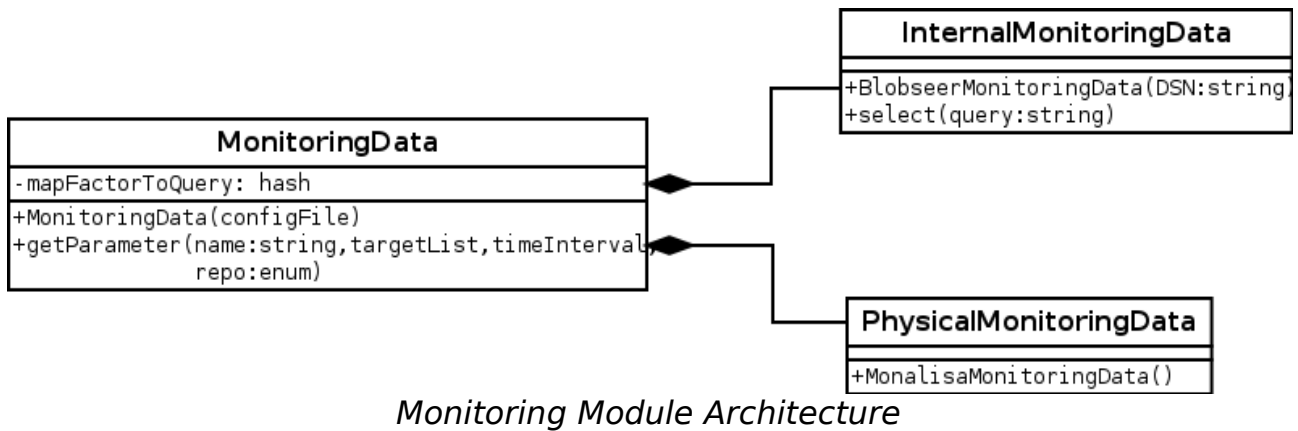 InternalMonitoringData
+BlobseerMonitoringData(DSN:string)
+select(query:string)
MonitoringData
-mapFactorToQuery: hash
+MonitoringData(configFile)
+getParameter(name:string,targetList,timeInterval,
repo:enum)
PhysicalMonitoringData
+MonalisaMonitoringData()
Monitoring Module Architecture